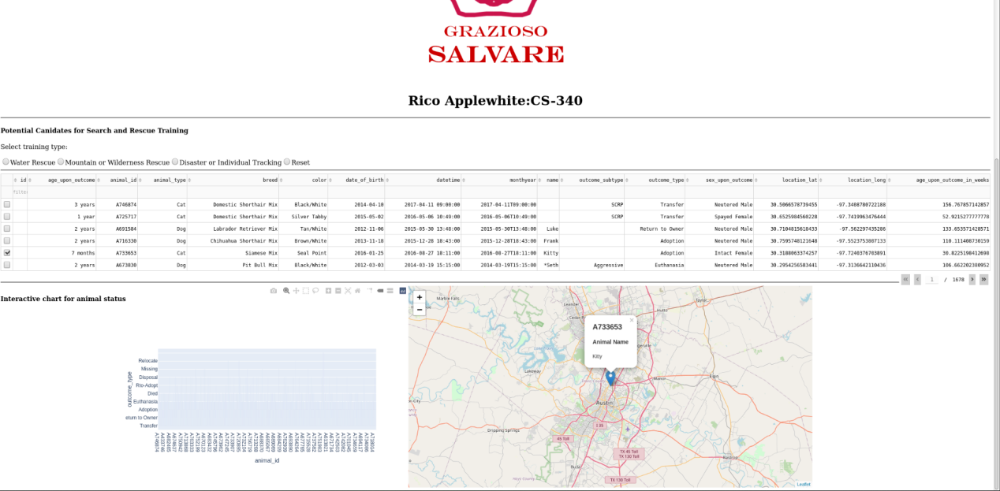 GRAZIOSO
SALVARE
Rico Applewhite:CS-340
Potential Canidates for Search and Rescue Training
Select training type:
Water Rescue Mountain or Wilderness Rescue Disaster or Individual Tracking Reset
id age_upon_outcome animal_id animal_type breed color date_of_birth datetime monthyear name outcome_subtype outcome_type sex_upon_outcome location_lat location_long age_upon_outcome_in_weeks
3 years A746874 Cat Domestic Shorthair Mix Black/White 2014-04-10 2017-04-11 09:00:00 2017-04-11T09:00:00 SCRP Transfer Neutered Male 30.5066578739455 -97.3408780722188 156.767857142857
1 year A725717 Cat Domestic Shorthair Mix Silver Tabby 2015-05-02 2016-05-06 10:49:00 2016-05-06T10:49:00 SCRP Transfer Spayed Female 30.6525984560228 -97.7419963476444 52.9215277777778
2 years A691584 Dog Labrador Retriever Mix Tan/White 2012-11-06 2015-05-30 13:48:00 2015-05-30T13:48:00 Luke Return to Owner Neutered Male 30.7104815618433 -97.562297435286 133.653571428571
2 years A716330 Dog Chihuahua Shorthair Mix Brown/White 2013-11-18 2015-12-28 18:43:00 2015-12-28T18:43:00 Frank Adoption Neutered Male 30.7595748121648 -97.5523753807133 110.111408730159
7 months A733653 Cat Siamese Mix Seal Point 2016-01-25 2016-08-27 18:11:00 2016-08-27T18:11:00 Kitty Adoption Intact Female 30.3188063374257 -97.7240376703891 30.8225198412698
2 years A673830 Dog Pit Bull Mix Black/White 2012-03-03 2014-03-19 15:15:00 2014-03-19T15:15:00 *Seth Aggressive Euthanasia Neutered Male 30.2954256583441 -97.3136642110436 106.662202380952
1 / 1678
Interactive chart for animal status
Relocate
Missing
Disposal
Rto-Adopt
Died
Euthanasia
Adoption
eturn to Owner
Transfer
outcome_type
animal_id
+
−
A733653
Animal Name
Kitty
Marble Falls
Leander
Taylor
Hutto
Lakeway
Manor
Elgin
Austin
I 35
Dripping Springs
45 Toll
TX 45 Toll
TX 130 Toll
Bastrop
Buda
Hays County
TX 130 Toll
Leaflet